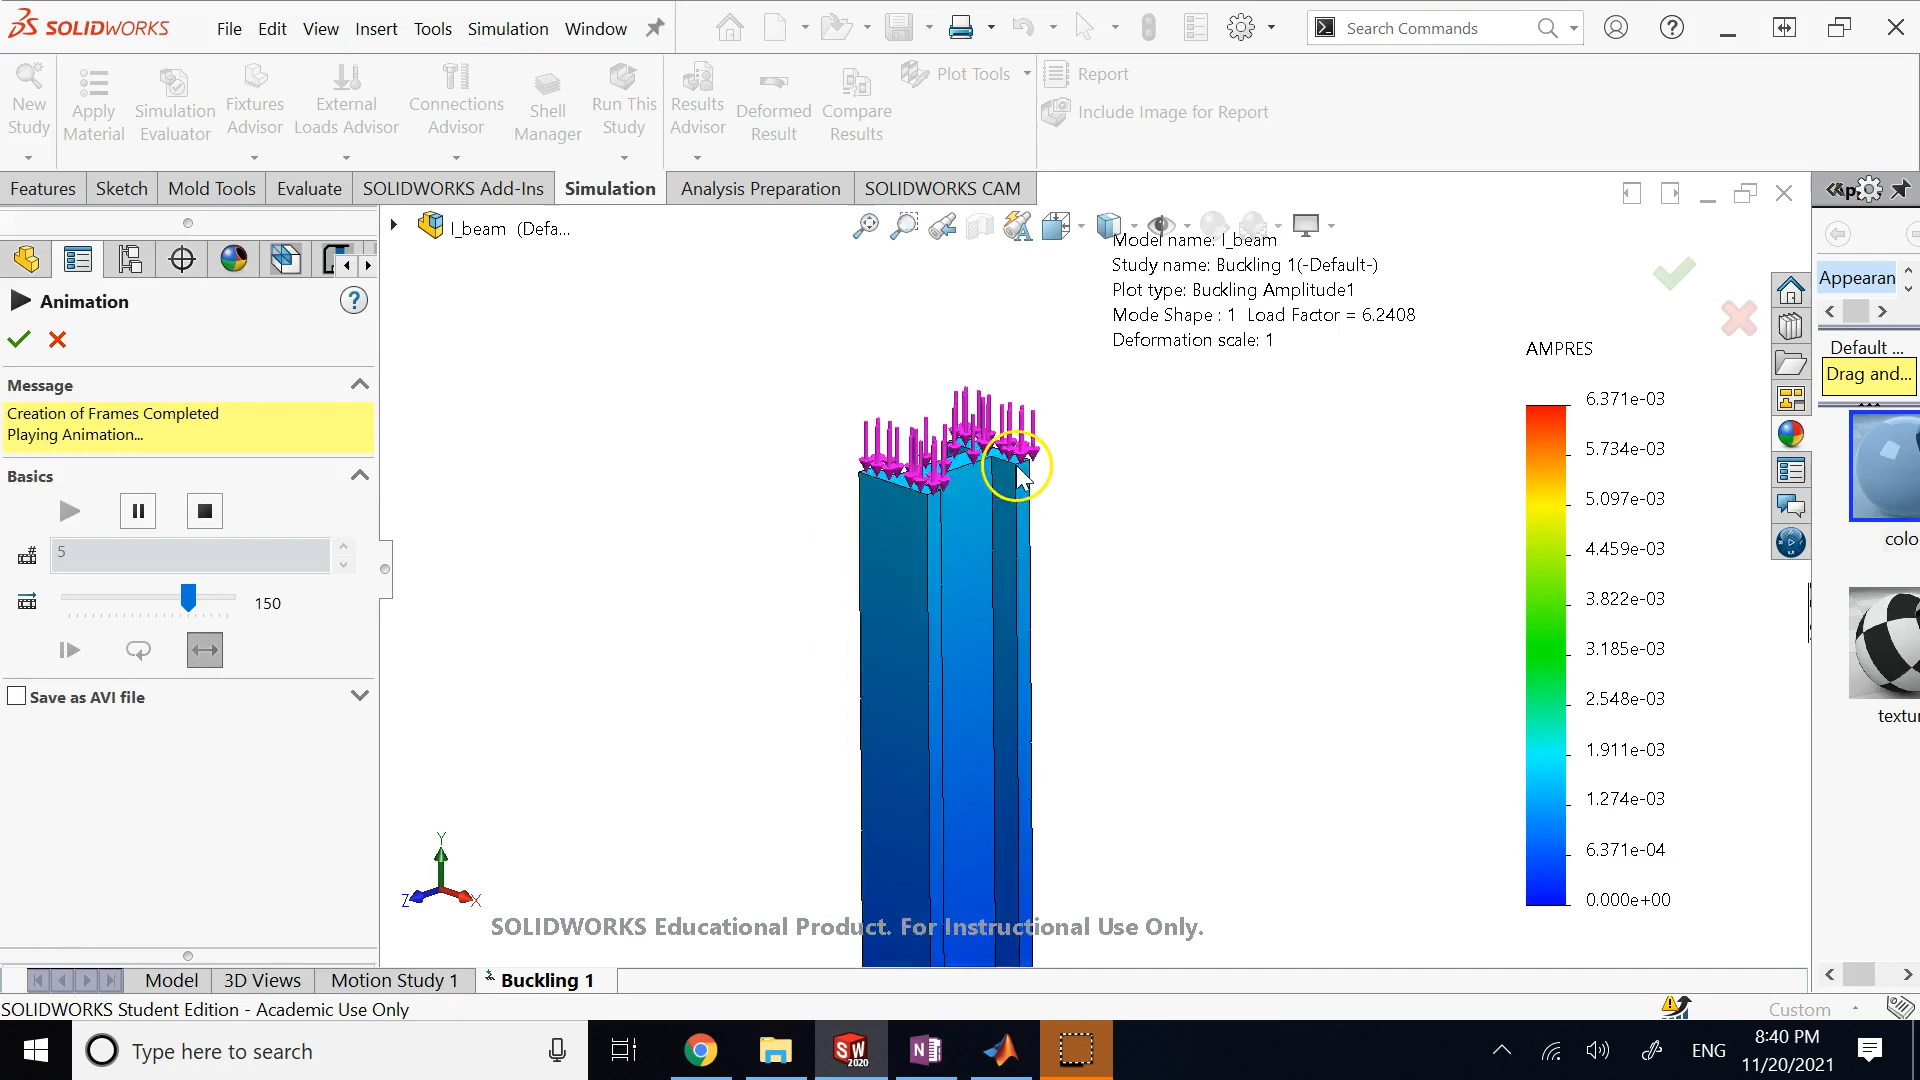 SOLIDWORKS
File Edit View Insert Tools Simulation Window
Search Commands
New Study
Apply Material
Simulation Evaluator
Fixtures Advisor
External Loads Advisor
Connections Advisor
Shell Manager
Run This Study
Results Advisor
Deformed Result
Compare Results
Plot Tools
Report
Include Image for Report
Features Sketch Mold Tools Evaluate SOLIDWORKS Add-Ins Simulation Analysis Preparation SOLIDWORKS CAM
I_beam (Defa...
Model name: I_beam
Study name: Buckling 1(-Default-)
Plot type: Buckling Amplitude1
Mode Shape : 1 Load Factor = 6.2408
Deformation scale: 1
Animation
Message
Creation of Frames Completed
Playing Animation...
Basics
5
150
Save as AVI file
AMPRES
6.371e-03
5.734e-03
5.097e-03
4.459e-03
3.822e-03
3.185e-03
2.548e-03
1.911e-03
1.274e-03
6.371e-04
0.000e+00
Y
Z
X
SOLIDWORKS Educational Product. For Instructional Use Only.
Appearan
Default ...
Drag and...
colo
textur
Model 3D Views Motion Study 1 Buckling 1
SOLIDWORKS Student Edition - Academic Use Only
Custom
Type here to search
SW
2020
N
ENG
8:40 PM
11/20/2021